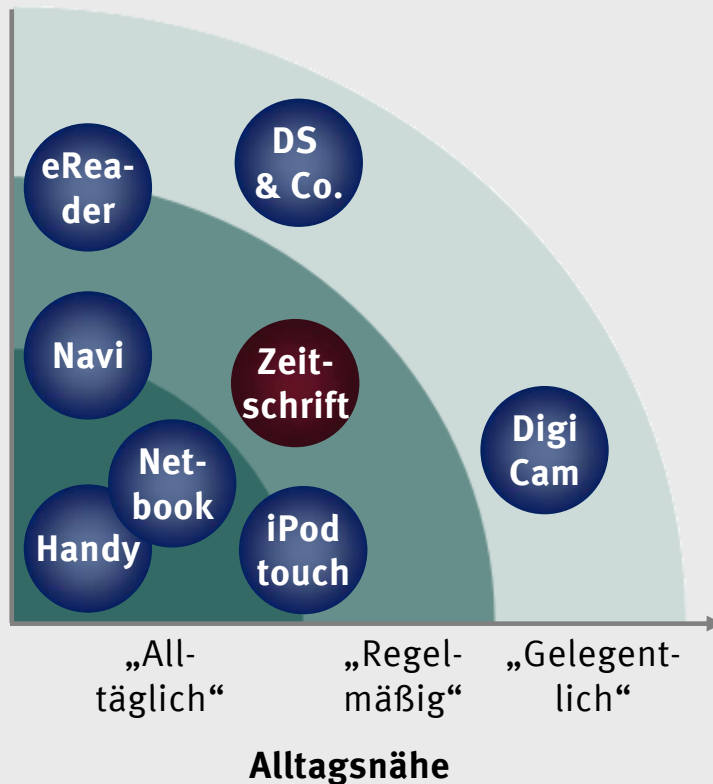 DS
& Co.
eRea-
der
Navi
Zeit-
schrift
Digi
Cam
Net-
book
Handy
iPod
touch
„All-
täglich“
„Regel-
mäßig“
„Gelegent-
lich“
Alltagsnähe